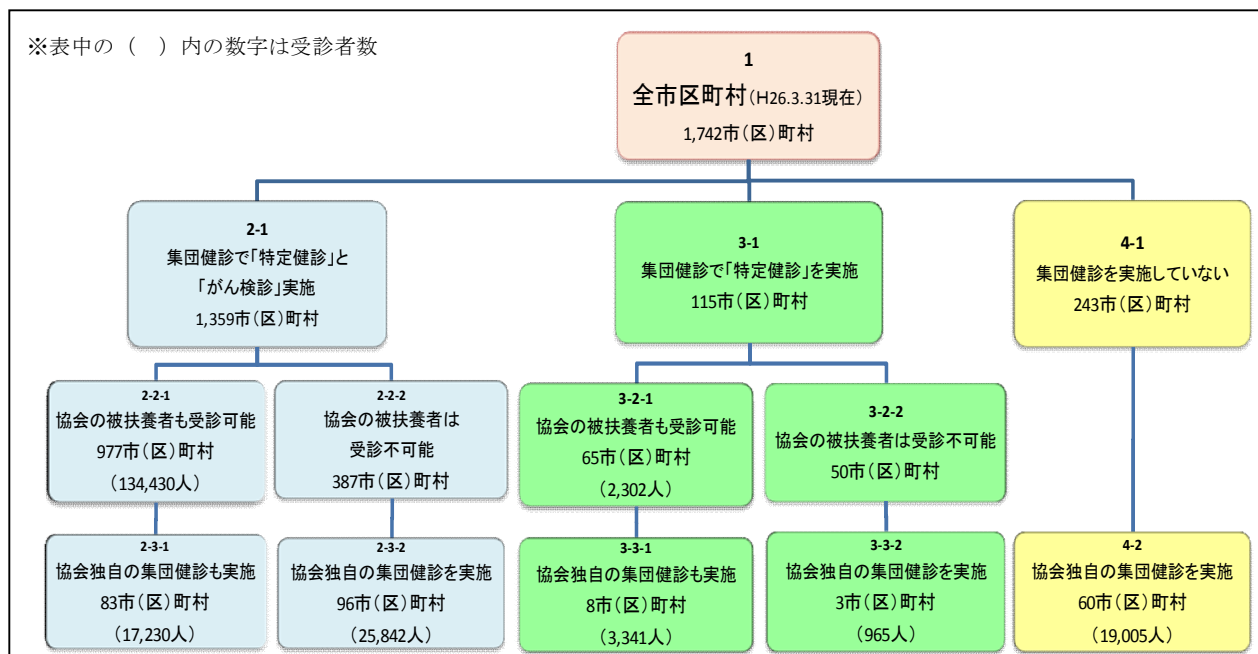 ※表中の（　）内の数字は受診者数
1
全市区町村(H26.3.31現在)
1,742市(区)町村
2-1
集団健診で「特定健診」と
「がん検診」実施
1,359市(区)町村
3-1
集団健診で「特定健診」を実施
115市(区)町村
4-1
集団健診を実施していない
243市(区)町村
2-2-1
協会の被扶養者も受診可能
977市(区)町村
(134,430人)
2-2-2
協会の被扶養者は
受診不可能
387市(区)町村
3-2-1
協会の被扶養者も受診可能
65市(区)町村
(2,302人)
3-2-2
協会の被扶養者は受診不可能
50市(区)町村
2-3-1
協会独自の集団健診も実施
83市(区)町村
(17,230人)
2-3-2
協会独自の集団健診を実施
96市(区)町村
(25,842人)
3-3-1
協会独自の集団健診も実施
8市(区)町村
(3,341人)
3-3-2
協会独自の集団健診を実施
3市(区)町村
(965人)
4-2
協会独自の集団健診を実施
60市(区)町村
(19,005人)